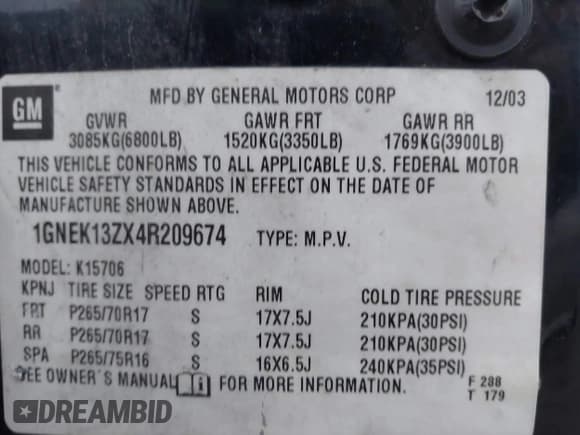 GM
MFD BY GENERAL MOTORS CORP 12/03
GVWR GAWR FRT GAWR RR
3085KG(6800LB) 1520KG(3350LB) 1769KG(3900LB)
THIS VEHICLE CONFORMS TO ALL APPLICABLE U.S. FEDERAL MOTOR
VEHICLE SAFETY STANDARDS IN EFFECT ON THE DATE OF
MANUFACTURE SHOWN ABOVE.
1GNEK13ZX4R209674 TYPE: M.P.V.
MODEL: K15706
KPNJ TIRE SIZE SPEED RTG RIM COLD TIRE PRESSURE
FRT P265/70R17 S 17X7.5J 210KPA(30PSI)
RR P265/70R17 S 17X7.5J 210KPA(30PSI)
SPA P265/75R16 S 16X6.5J 240KPA(35PSI)
SEE OWNER'S MANUAL FOR MORE INFORMATION.
F 288
T 179
DREAMBID